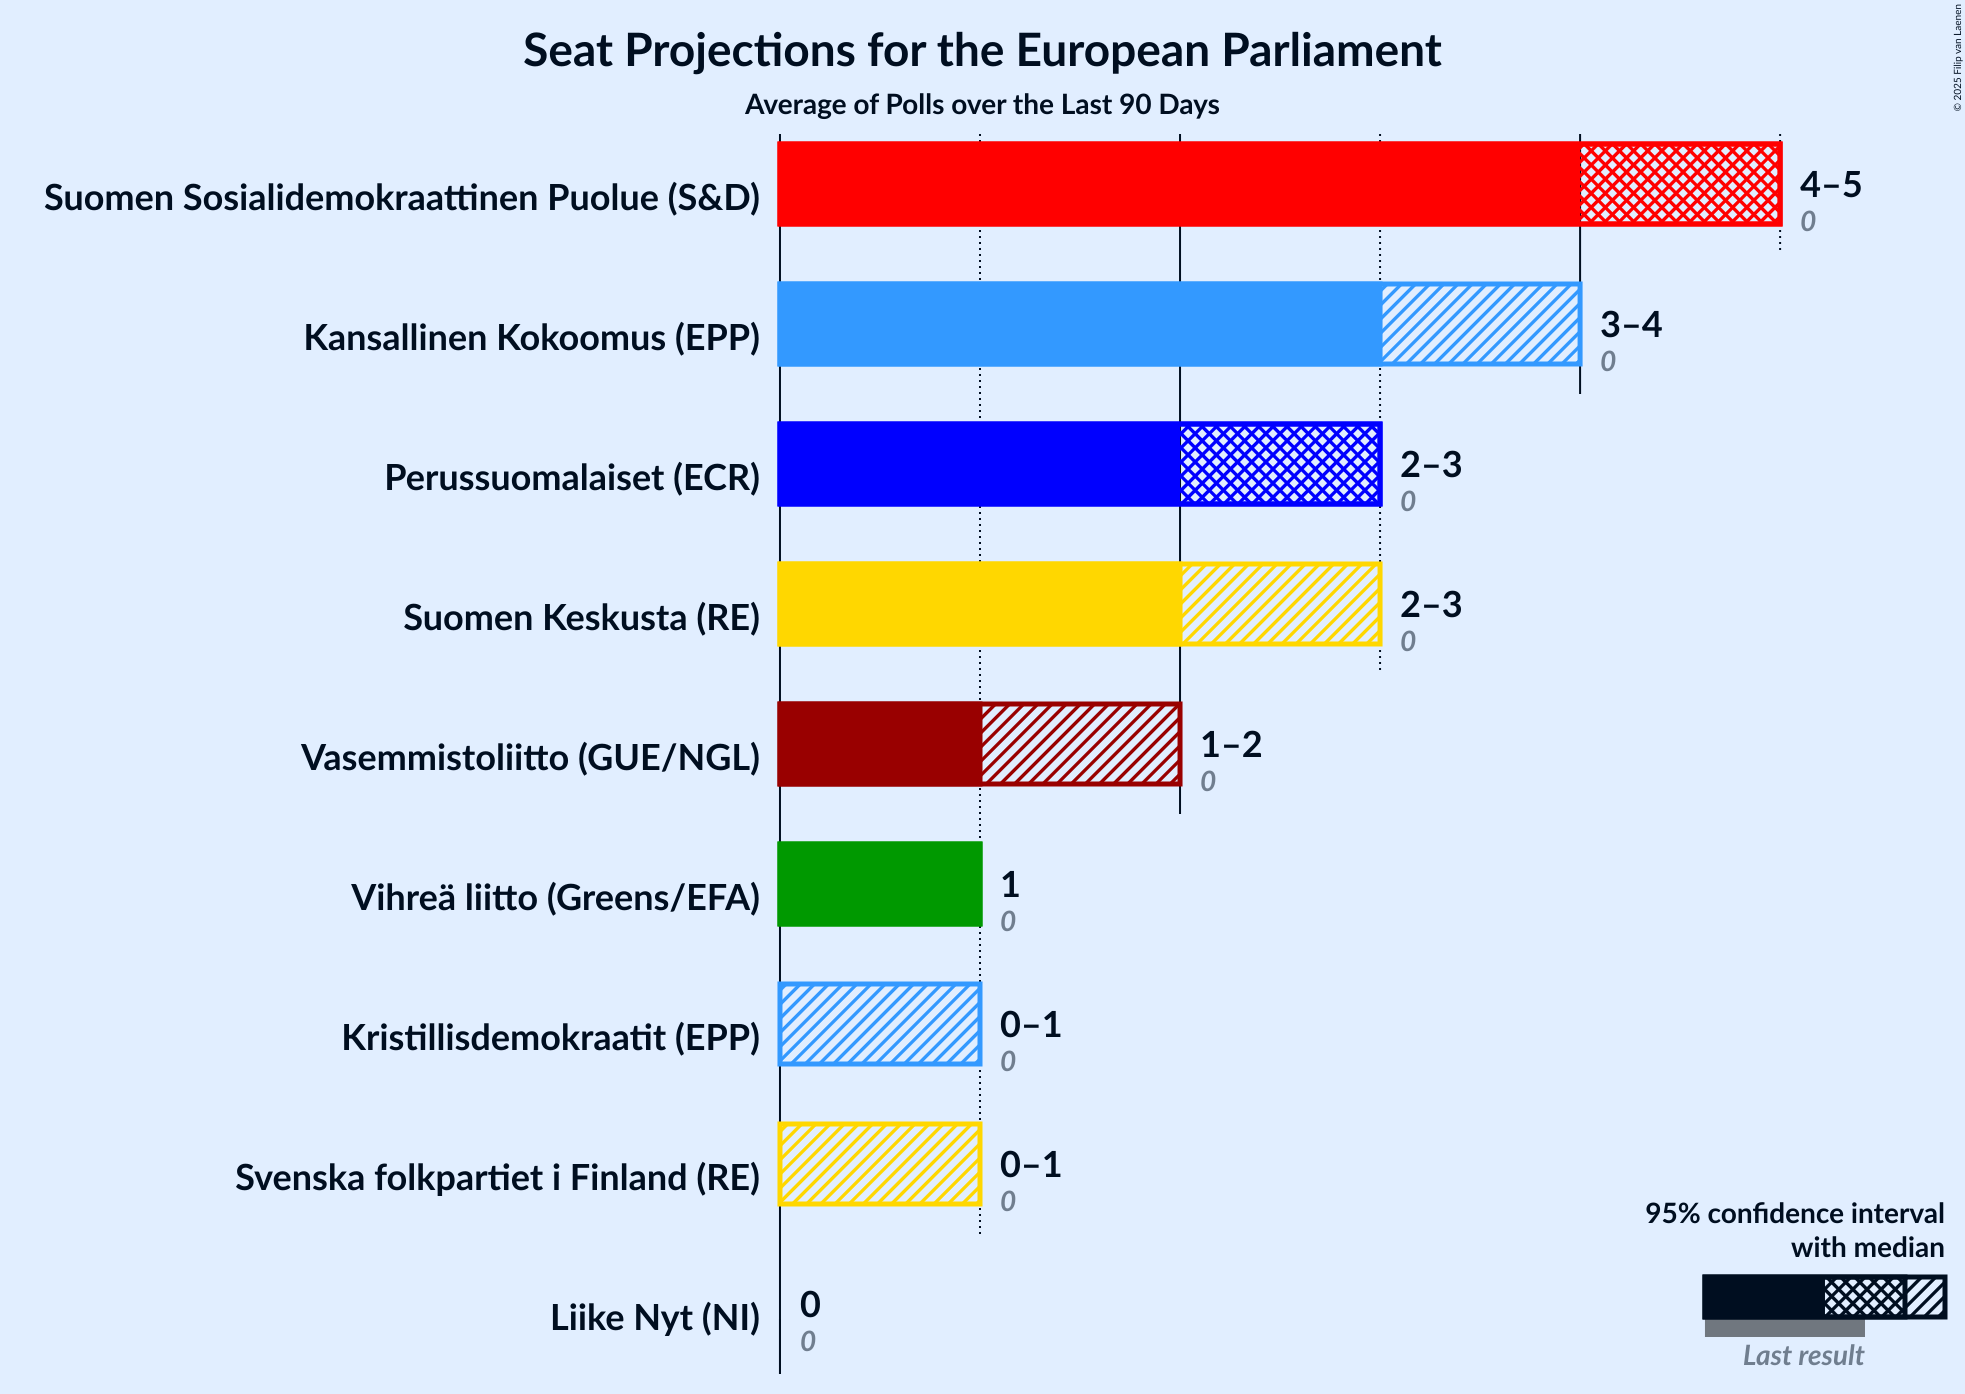 Seat Projections for the European Parliament
Average of Polls over the Last 90 Days
© 2025 Filip van Laenen
Suomen Sosialidemokraattinen Puolue (S&D)
4–5
0
Kansallinen Kokoomus (EPP)
3–4
0
Perussuomalaiset (ECR)
2–3
0
Suomen Keskusta (RE)
2–3
0
Vasemmistoliitto (GUE/NGL)
1–2
0
Vihreä liitto (Greens/EFA)
1
0
Kristillisdemokraatit (EPP)
0–1
0
Svenska folkpartiet i Finland (RE)
0–1
0
Liike Nyt (NI)
0
0
95% confidence interval
with median
Last result